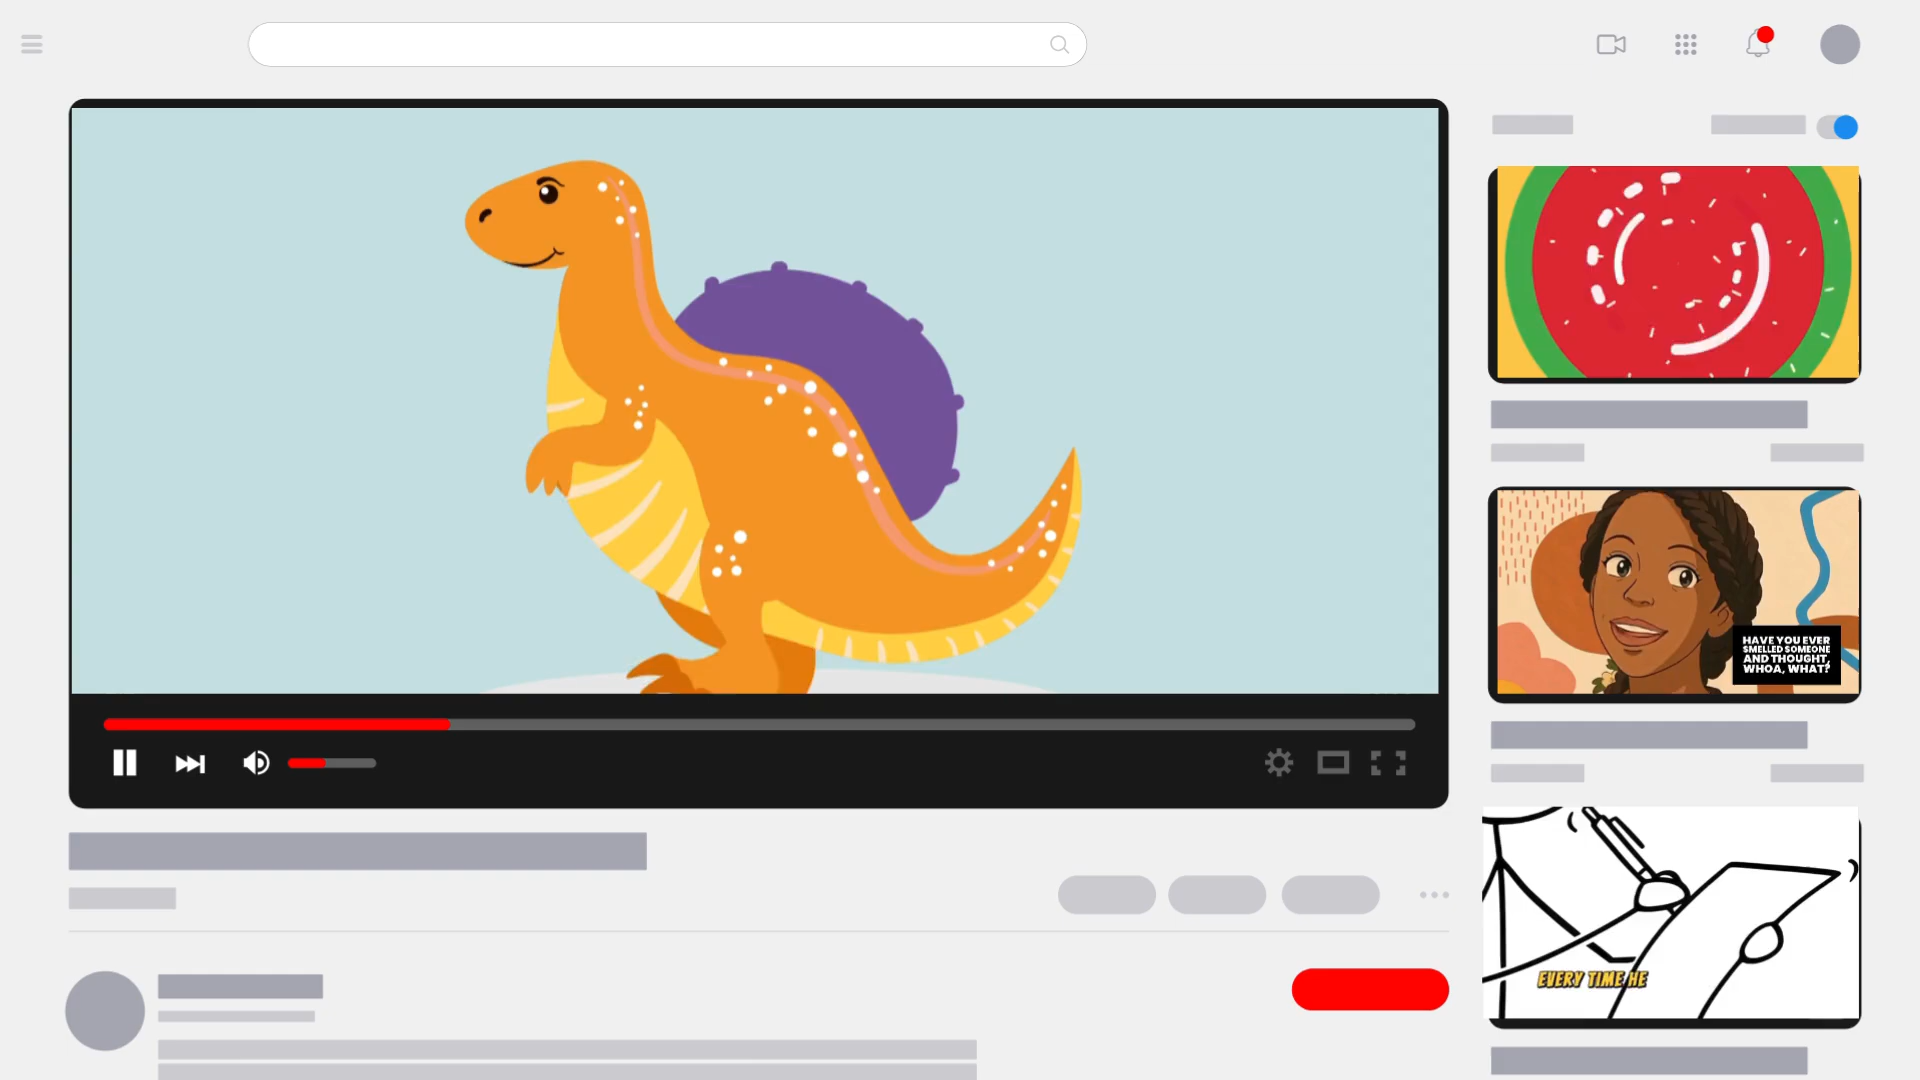 HAVE YOU EVER
SMELLED SOMEONE
AND THOUGHT,
WHOA, WHAT?
EVERY TIME HE